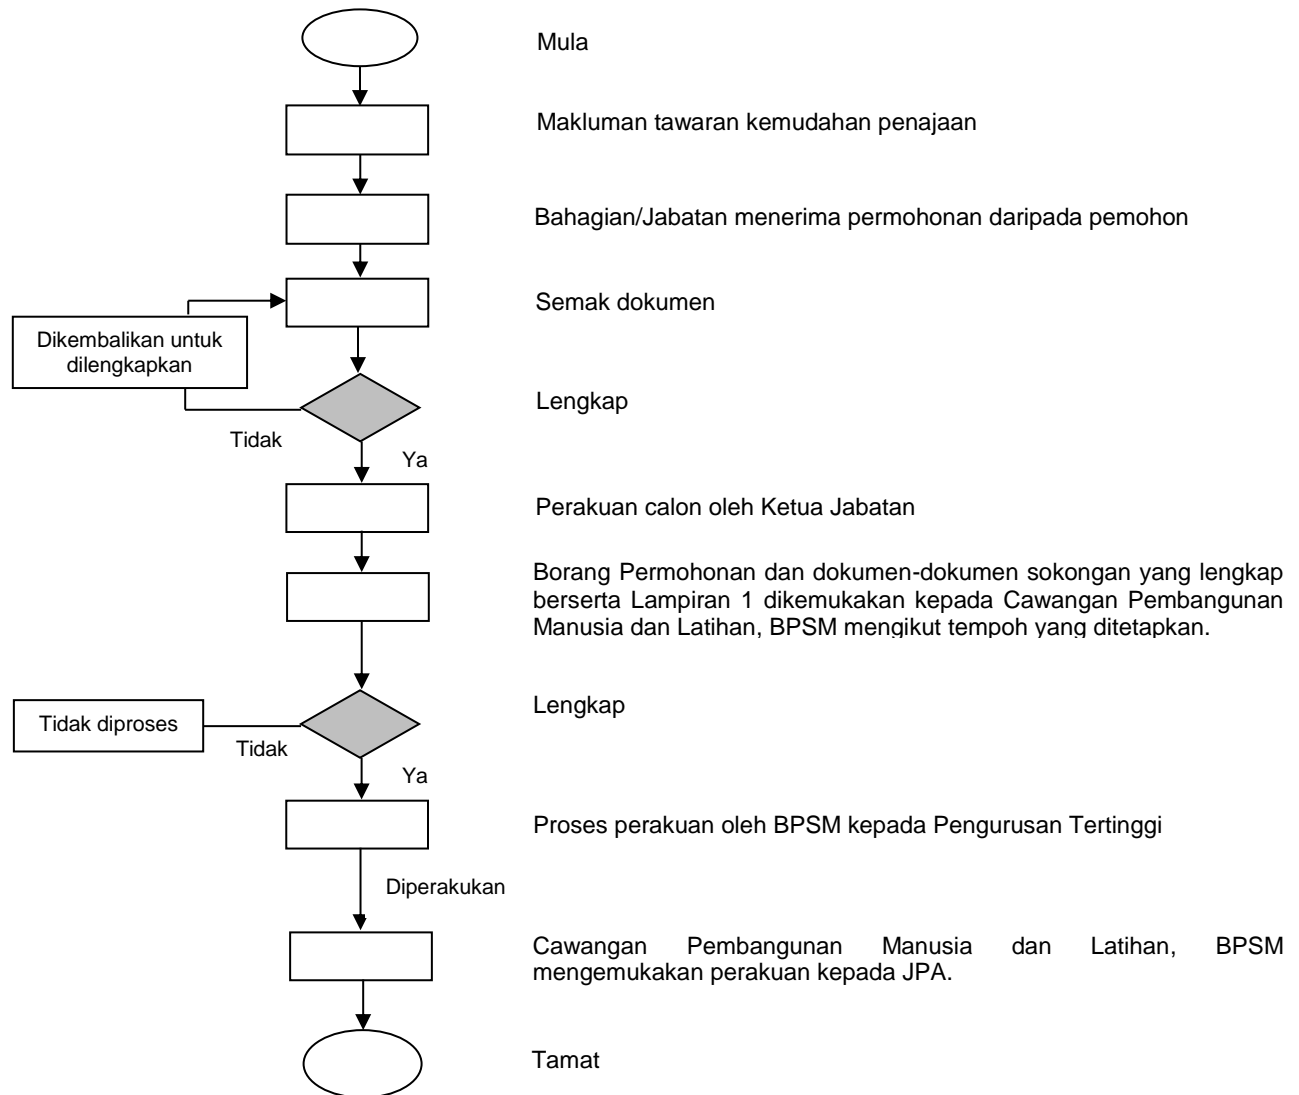 Mula
Makluman tawaran kemudahan penajaan
Bahagian/Jabatan menerima permohonan daripada pemohon
Semak dokumen
Dikembalikan untuk
dilengkapkan
Lengkap
Tidak
Ya
Perakuan calon oleh Ketua Jabatan
Borang Permohonan dan dokumen-dokumen sokongan yang lengkap
berserta Lampiran 1 dikemukakan kepada Cawangan Pembangunan
Manusia dan Latihan, BPSM mengikut tempoh yang ditetapkan.
Lengkap
Tidak diproses
Tidak
Ya
Proses perakuan oleh BPSM kepada Pengurusan Tertinggi
Diperakukan
Cawangan Pembangunan Manusia dan Latihan, BPSM
mengemukakan perakuan kepada JPA.
Tamat